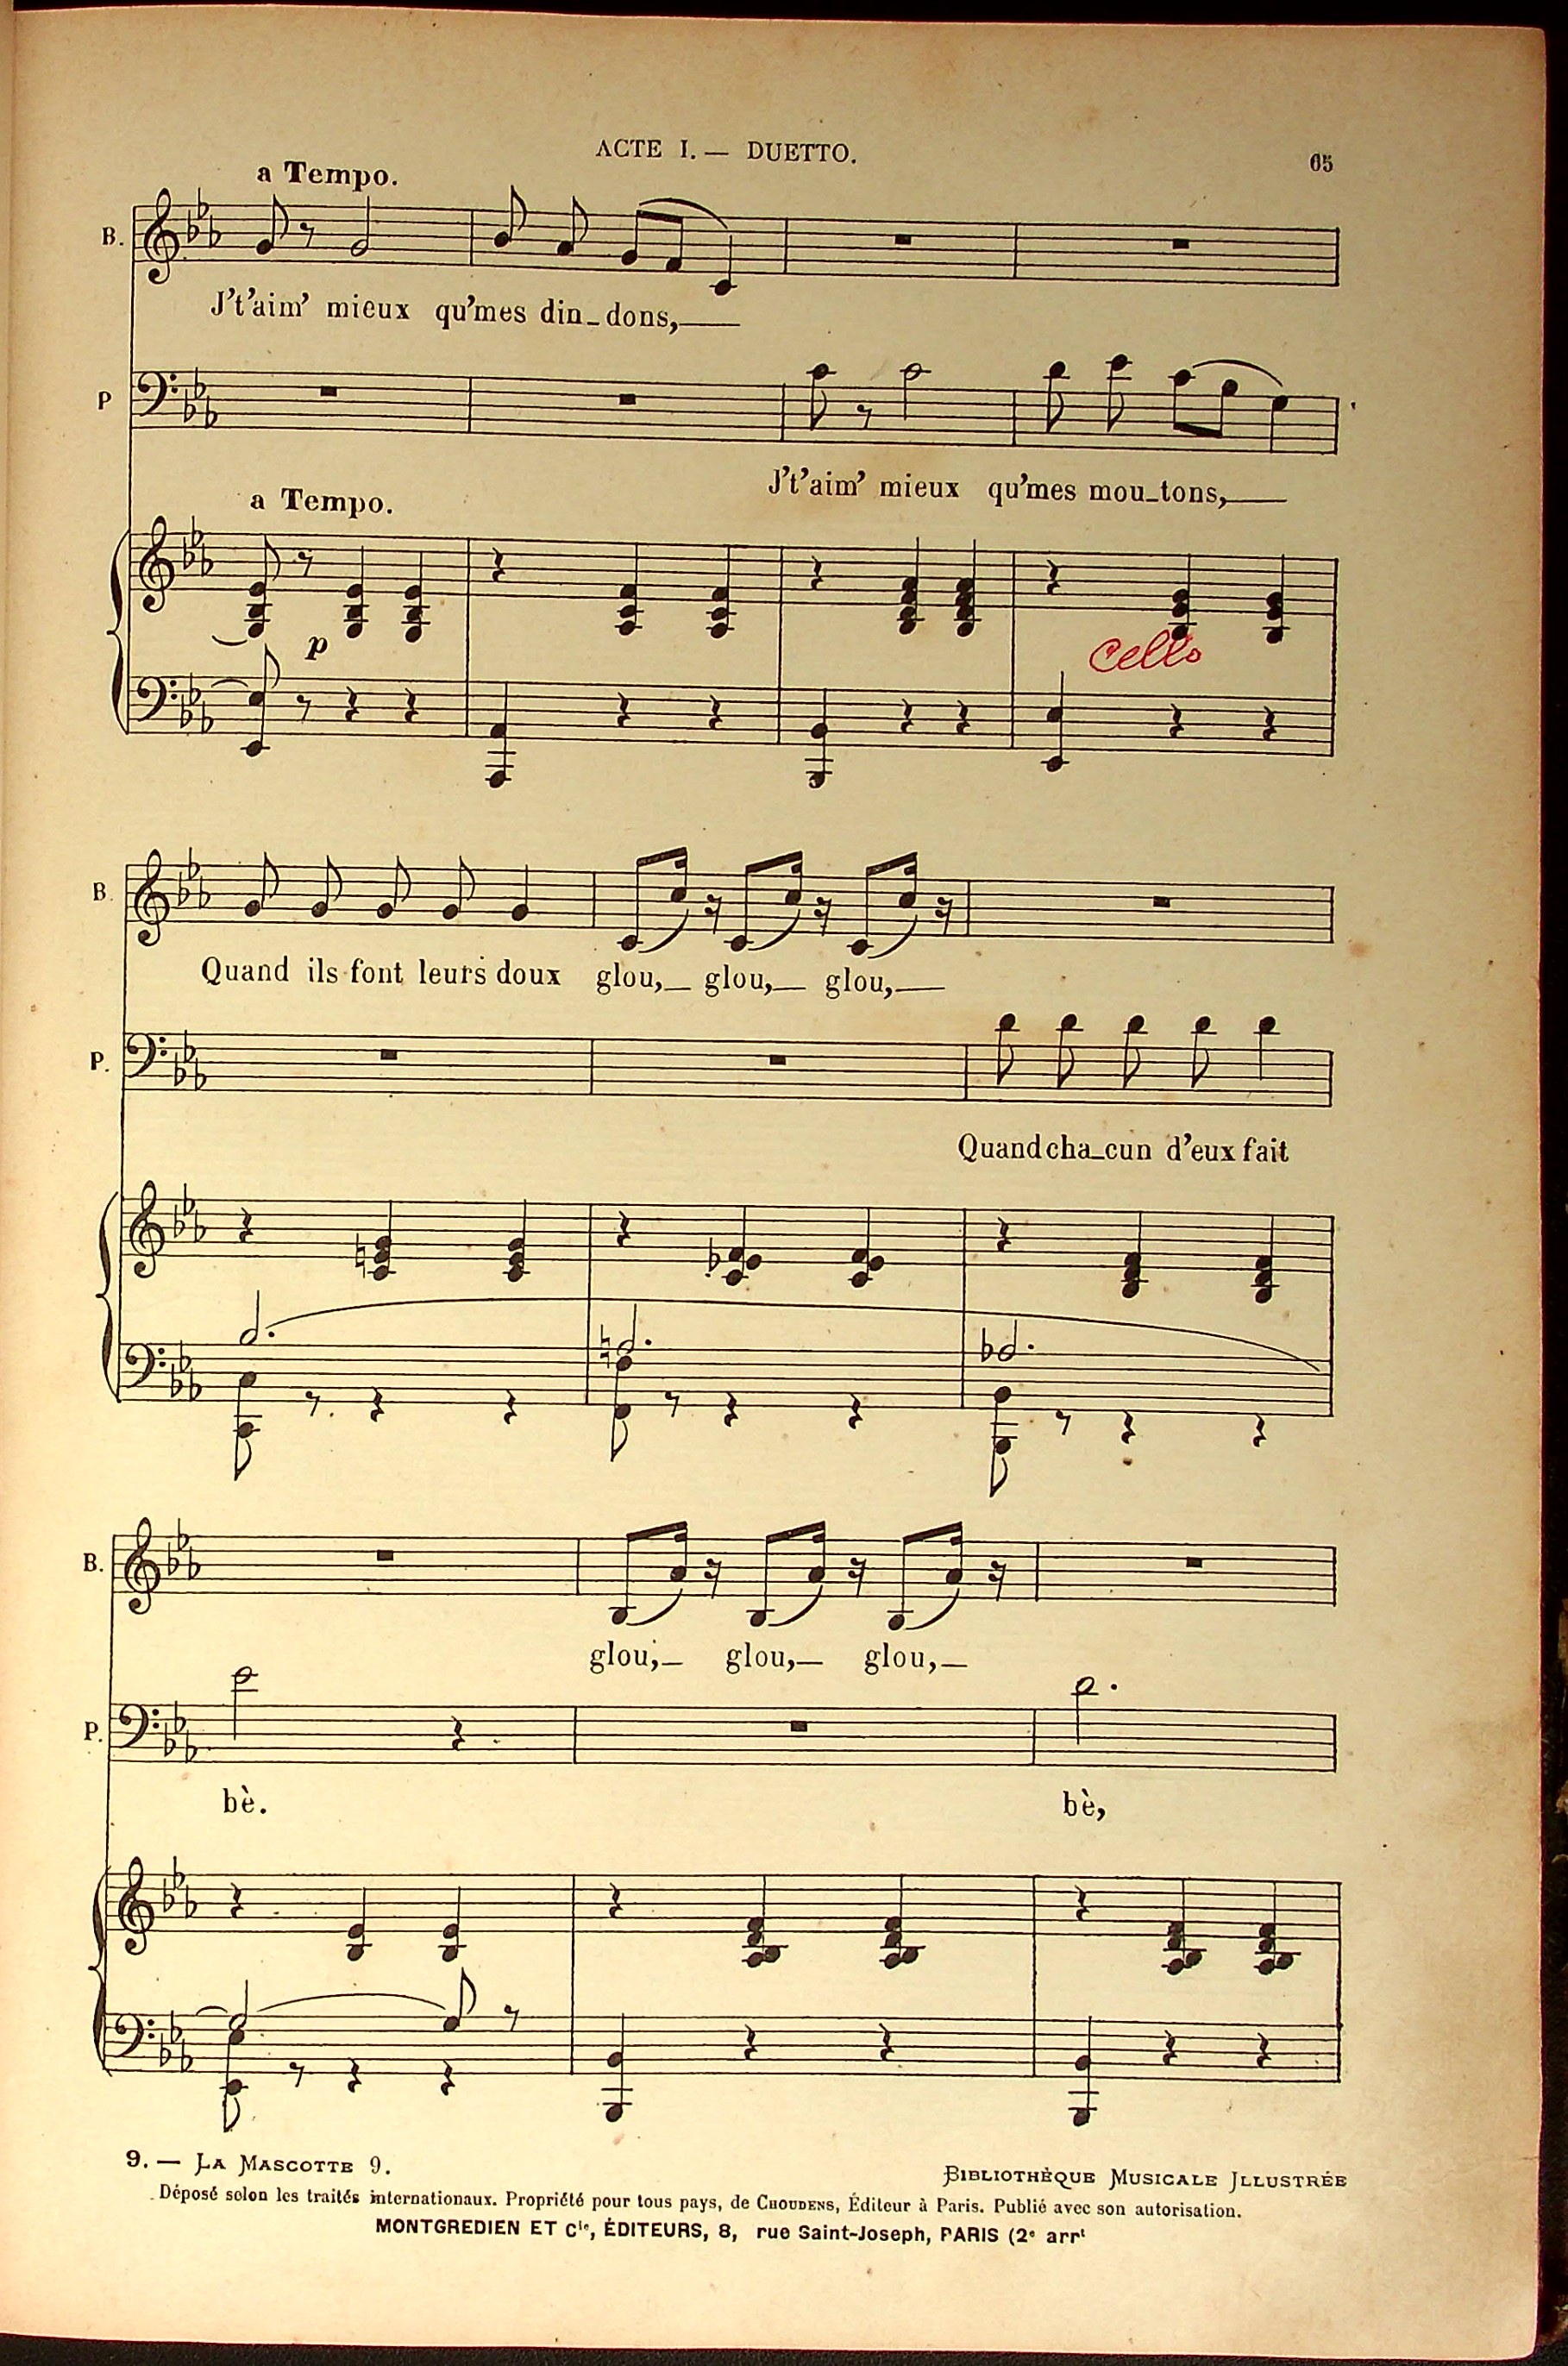 ACTE I. — DUETTO.
65
a Tempo.
B.
J't'aim' mieux qu'mes din_dons,
P
J't'aim' mieux qu'mes mou_tons,
a Tempo.
p
Cello
B.
Quand ils font leurs doux glou,_ glou,_ glou,_
P.
Quand cha_cun d'eux fait
B.
glou,_ glou,_ glou,_
P.
bè. bè,
9. — LA MASCOTTE 9.
BIBLIOTHÈQUE MUSICALE ILLUSTRÉE
Déposé selon les traités internationaux. Propriété pour tous pays, de CHOUDENS, Éditeur à Paris. Publié avec son autorisation.
MONTGREDIEN ET Cie, ÉDITEURS, 8, rue Saint-Joseph, PARIS (2e arrt